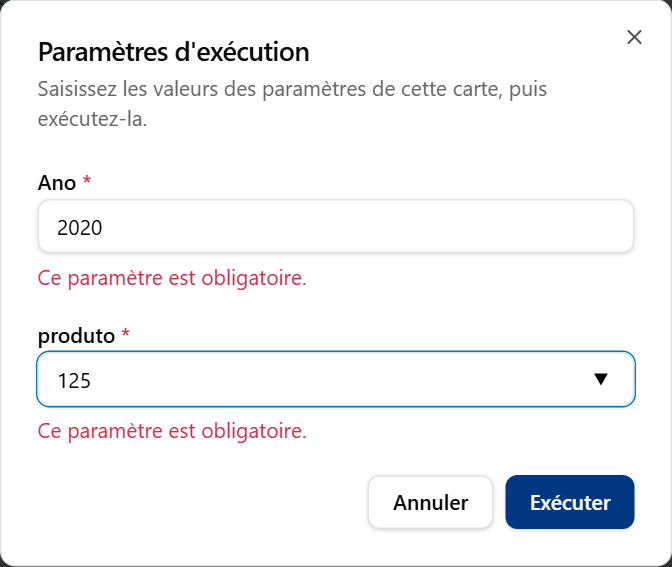 Paramètres d'exécution
Saisissez les valeurs des paramètres de cette carte, puis
exécutez-la.
Ano *
2020
Ce paramètre est obligatoire.
produto *
125
Ce paramètre est obligatoire.
Annuler
Exécuter